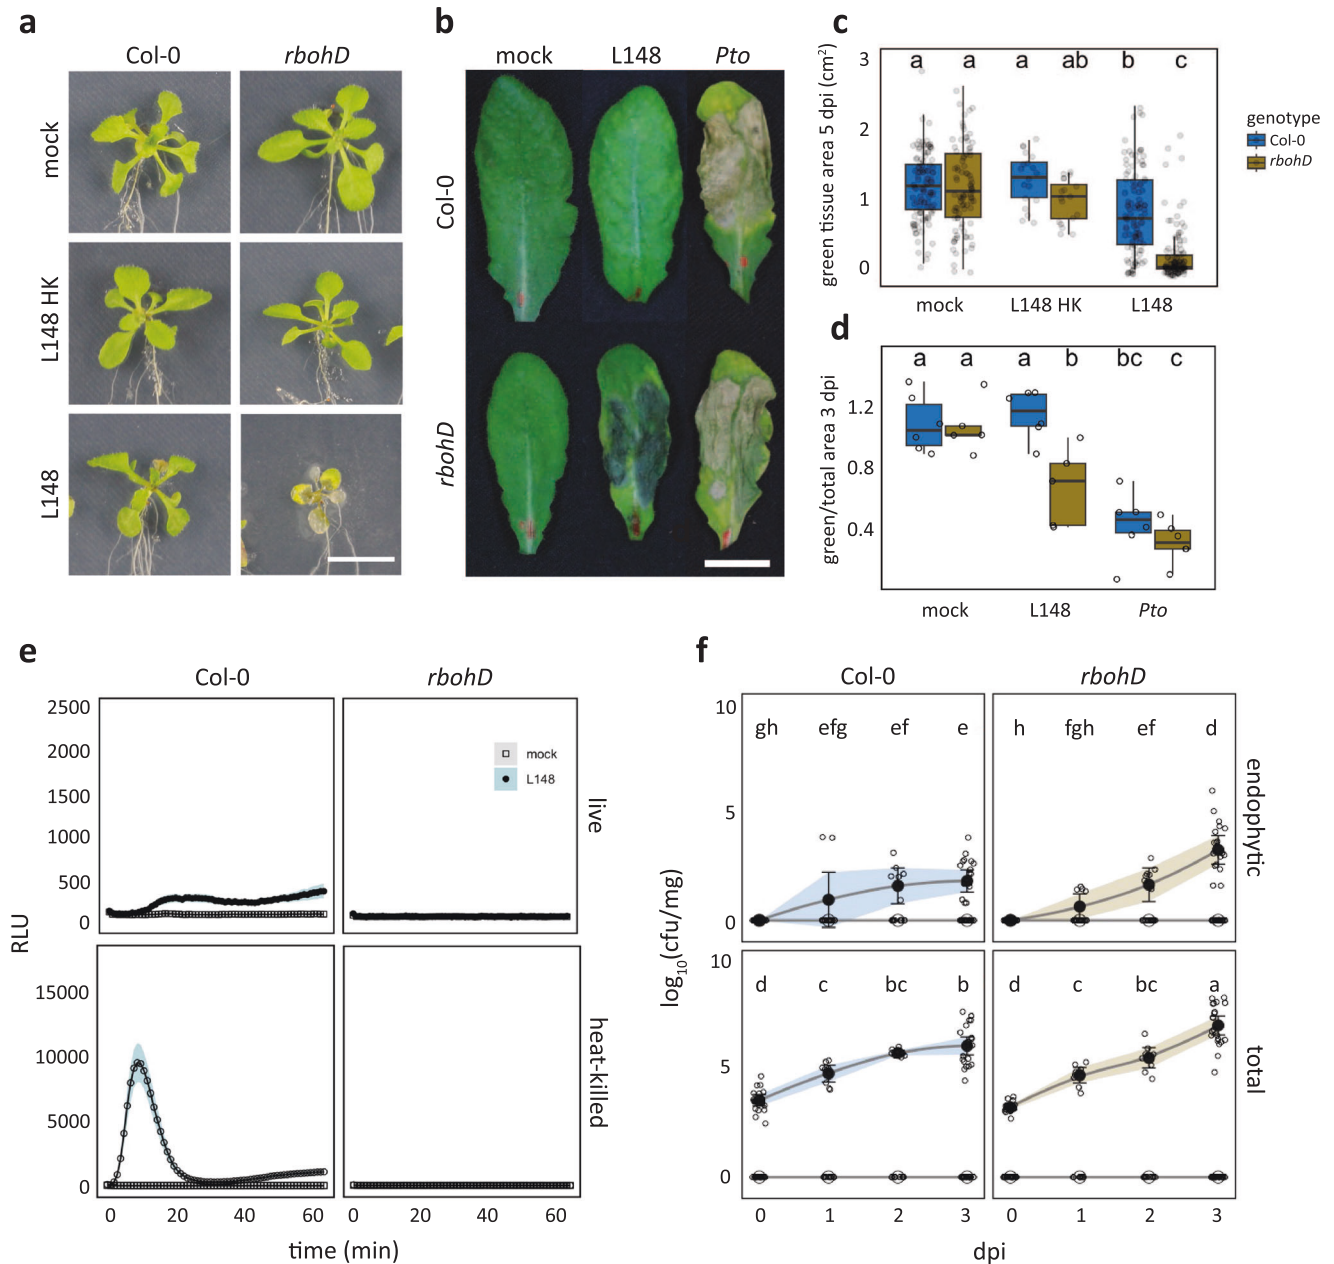 a
Col-0 rbohD
mock
L148 HK
L148
b
mock L148 Pto
Col-0
rbohD
c
green tissue area 5 dpi (cm²)
3
2
1
0
a a a ab b c
mock L148 HK L148
genotype
Col-0
rbohD
d
green/total area 3 dpi
1.2
0.8
0.4
a a a b bc c
mock L148 Pto
e
Col-0 rbohD
RLU
2500
2000
1500
1000
500
0
mock
L148
live
15000
10000
5000
0
heat-killed
0 20 40 60 0 20 40 60
time (min)
f
Col-0 rbohD
log₁₀(cfu/mg)
10
5
0
gh efg ef e h fgh ef d
endophytic
10
5
0
d c bc b d c bc a
total
0 1 2 3 0 1 2 3
dpi